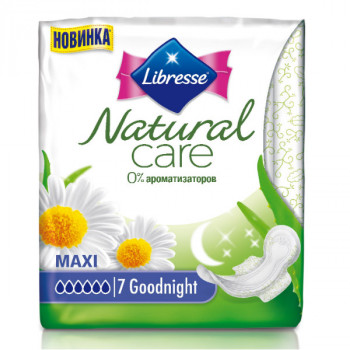 НОВИНКА
Libresse
Natural
care
0% ароматизаторов
MAXI
7 Goodnight